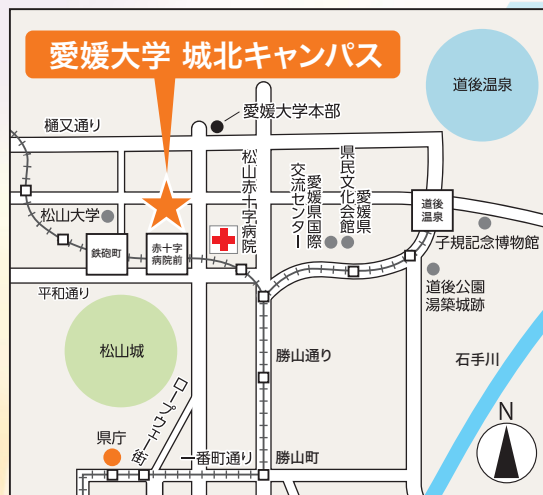 愛媛大学 城北キャンパス
道後温泉
愛媛大学本部
樋又通り
松山赤十字病院
愛媛県国際
交流センター
愛媛県
県民文化会館
松山大学
道後
温泉
子規記念博物館
鉄砲町
赤十字
病院前
平和通り
道後公園
湯築城跡
松山城
勝山通り
石手川
ロープウェー街
県庁
一番町通り
勝山町
N